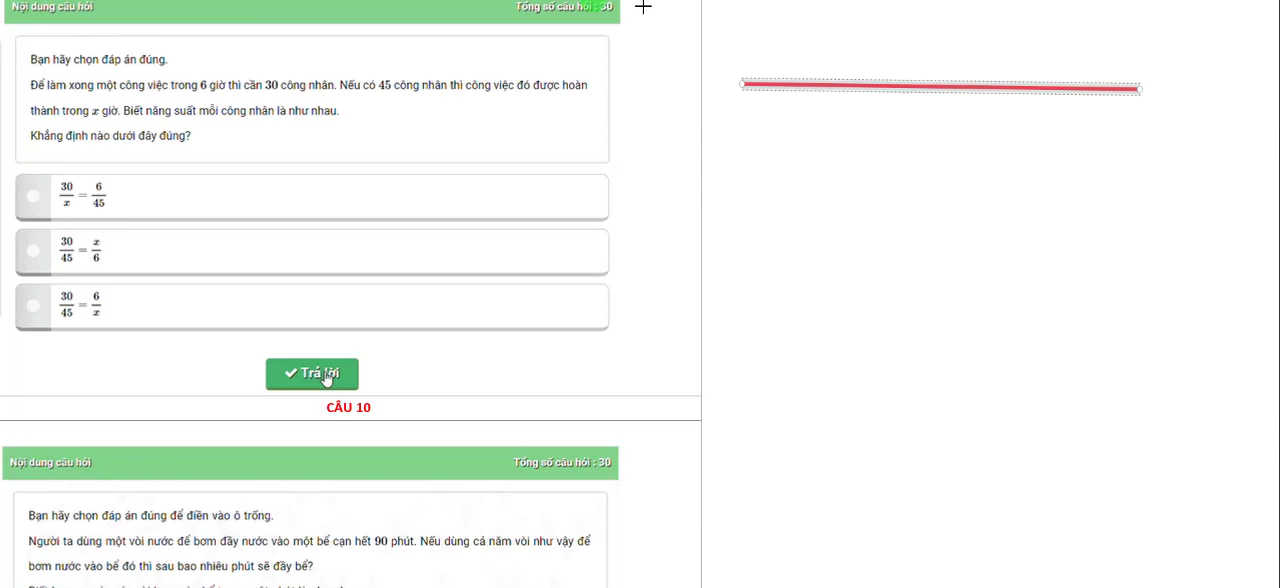 Nội dung câu hỏi
Tổng số câu hỏi : 30
Bạn hãy chọn đáp án đúng.
Để làm xong một công việc trong 6 giờ thì cần 30 công nhân. Nếu có 45 công nhân thì công việc đó được hoàn
thành trong x giờ. Biết năng suất mỗi công nhân là như nhau.
Khẳng định nào dưới đây đúng?
30/x = 6/45
30/45 = x/6
30/45 = 6/x
Trả lời
CÂU 10
Nội dung câu hỏi
Tổng số câu hỏi : 30
Bạn hãy chọn đáp án đúng để điền vào ô trống.
Người ta dùng một vòi nước để bơm đầy nước vào một bể cạn hết 90 phút. Nếu dùng cả năm vòi như vậy để
bơm nước vào bể đó thì sau bao nhiêu phút sẽ đầy bể?